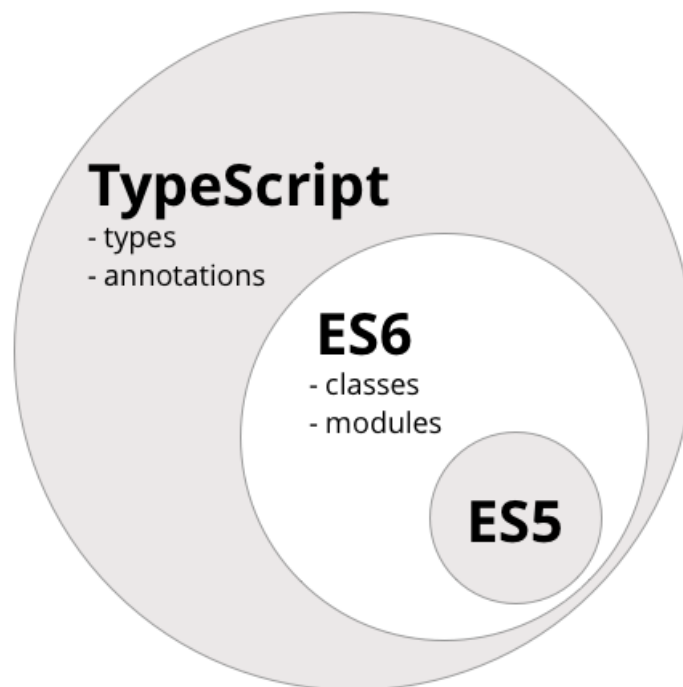 TypeScript
- types
- annotations
ES6
- classes
- modules
ES5